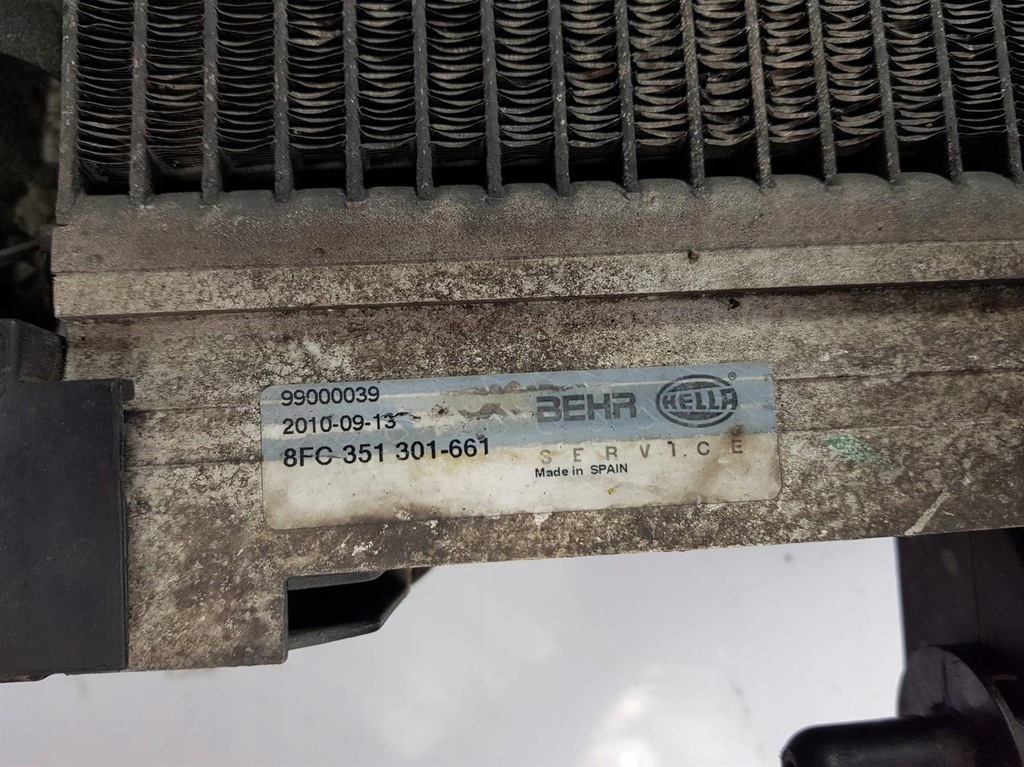 99000039
2010-09-13
BEHR HELLA®
8FC 351 301-661
SERVICE
Made in SPAIN